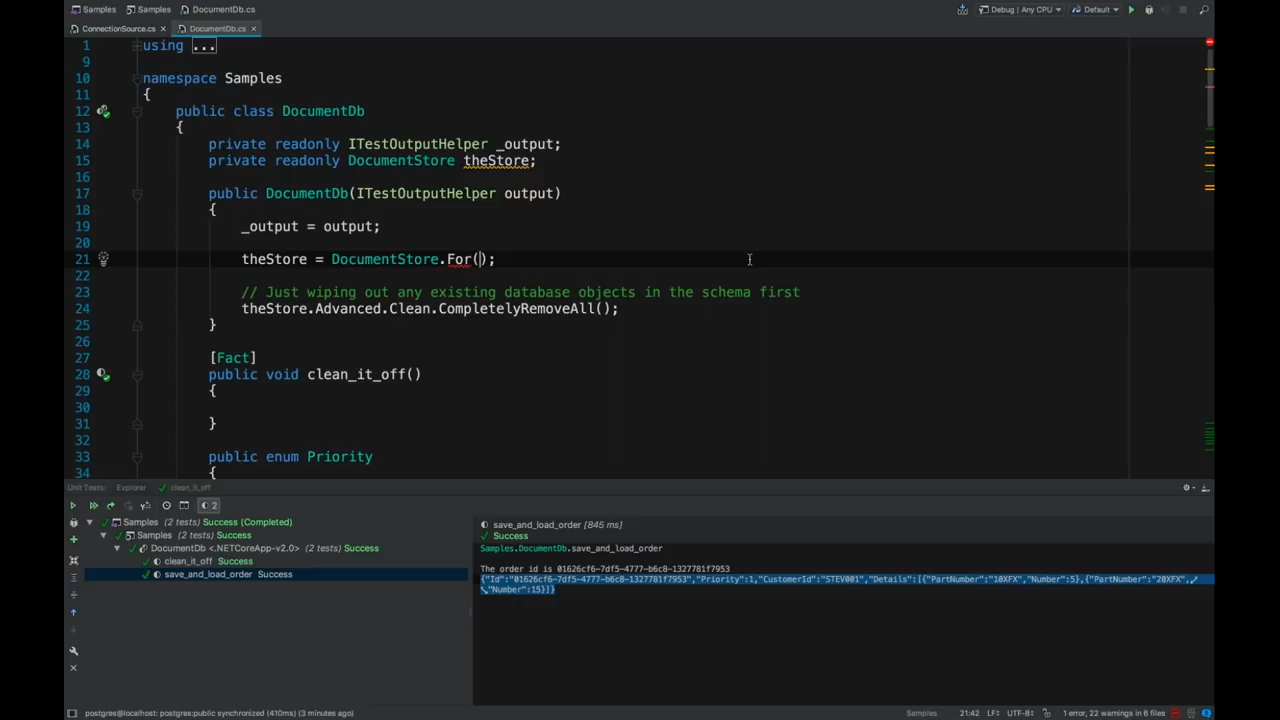 Samples Samples DocumentDb.cs Debug | Any CPU Default
ConnectionSource.cs × DocumentDb.cs ×
1 using ...
9
10 namespace Samples
11 {
12 public class DocumentDb
13 {
14 private readonly ITestOutputHelper _output;
15 private readonly DocumentStore theStore;
16
17 public DocumentDb(ITestOutputHelper output)
18 {
19 _output = output;
20
21 theStore = DocumentStore.For();
22
23 // Just wiping out any existing database objects in the schema first
24 theStore.Advanced.Clean.CompletelyRemoveAll();
25 }
26
27 [Fact]
28 public void clean_it_off()
29 {
30
31 }
32
33 public enum Priority
34 {
Unit Tests: Explorer clean_it_off
2
Samples (2 tests) Success (Completed)
Samples (2 tests) Success
DocumentDb <.NETCoreApp-v2.0> (2 tests) Success
clean_it_off Success
save_and_load_order Success
save_and_load_order [845 ms]
Success
Samples.DocumentDb.save_and_load_order
The order id is 01626cf6-7df5-4777-b6c8-1327781f7953
{"Id":"01626cf6-7df5-4777-b6c8-1327781f7953","Priority":1,"CustomerId":"STEV001","Details":[{"PartNumber":"10XFX","Number":5},{"PartNumber":"20XFX",
"Number":15}]}
postgres@localhost: postgres:public synchronized (410ms) (3 minutes ago) Samples 21:42 LF÷ UTF-8÷ 1 error, 22 warnings in 6 files